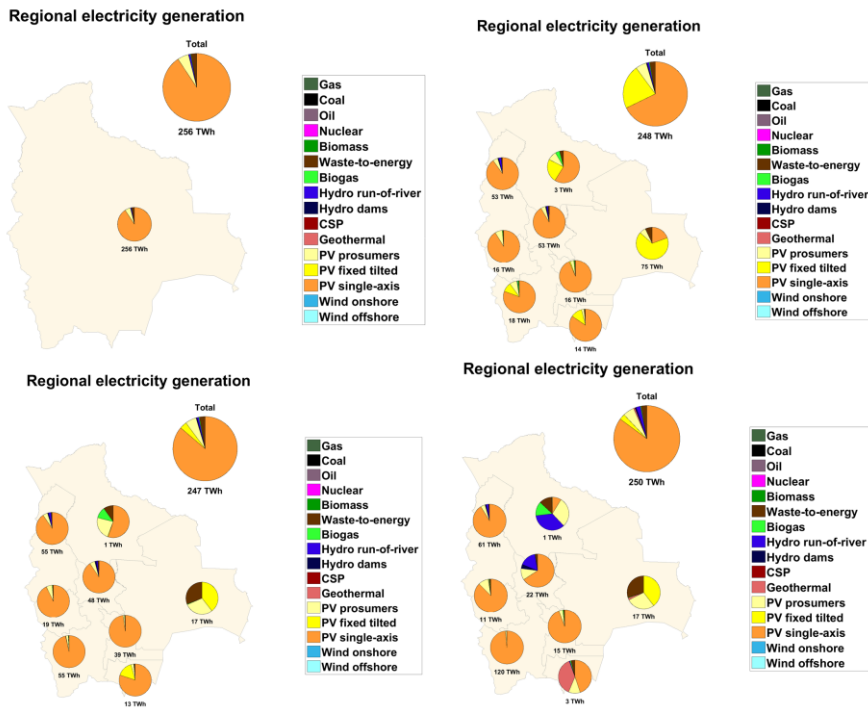 Regional electricity generation
Total
256 TWh
256 TWh
Gas
Coal
Oil
Nuclear
Biomass
Waste-to-energy
Biogas
Hydro run-of-river
Hydro dams
CSP
Geothermal
PV prosumers
PV fixed tilted
PV single-axis
Wind onshore
Wind offshore
Regional electricity generation
Total
248 TWh
53 TWh
3 TWh
53 TWh
16 TWh
75 TWh
16 TWh
18 TWh
14 TWh
Gas
Coal
Oil
Nuclear
Biomass
Waste-to-energy
Biogas
Hydro run-of-river
Hydro dams
CSP
Geothermal
PV prosumers
PV fixed tilted
PV single-axis
Wind onshore
Wind offshore
Regional electricity generation
Total
247 TWh
55 TWh
1 TWh
48 TWh
19 TWh
17 TWh
39 TWh
55 TWh
13 TWh
Gas
Coal
Oil
Nuclear
Biomass
Waste-to-energy
Biogas
Hydro run-of-river
Hydro dams
CSP
Geothermal
PV prosumers
PV fixed tilted
PV single-axis
Wind onshore
Wind offshore
Regional electricity generation
Total
250 TWh
61 TWh
1 TWh
22 TWh
11 TWh
17 TWh
15 TWh
120 TWh
3 TWh
Gas
Coal
Oil
Nuclear
Biomass
Waste-to-energy
Biogas
Hydro run-of-river
Hydro dams
CSP
Geothermal
PV prosumers
PV fixed tilted
PV single-axis
Wind onshore
Wind offshore